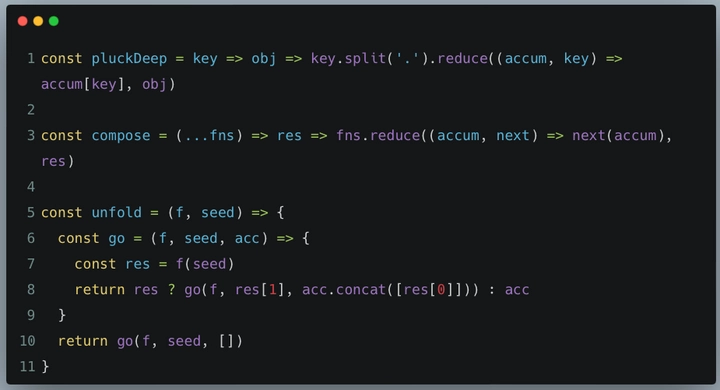 1 const pluckDeep = key => obj => key.split('.').reduce((accum, key) =>
accum[key], obj)
2
3 const compose = (...fns) => res => fns.reduce((accum, next) => next(accum),
res)
4
5 const unfold = (f, seed) => {
6   const go = (f, seed, acc) => {
7     const res = f(seed)
8     return res ? go(f, res[1], acc.concat([res[0]])) : acc
9   }
10   return go(f, seed, [])
11 }